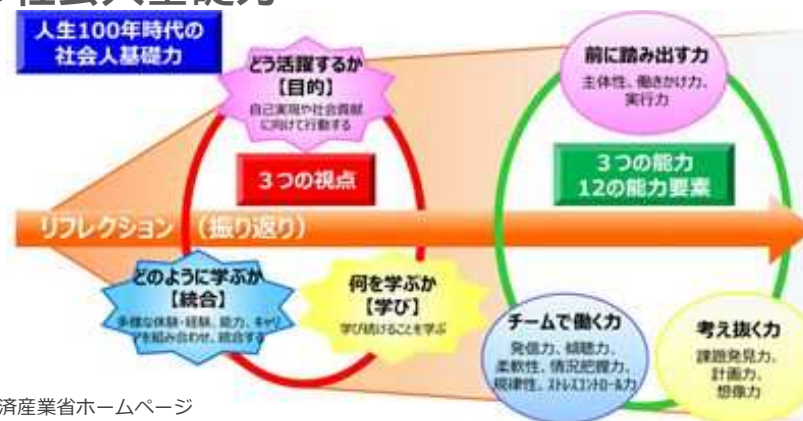 社会人基礎力
人生100年時代の
社会人基礎力
どう活躍するか
【目的】
自己実現や社会貢献
に向けて行動する
前に踏み出す力
主体性、働きかけ力、
実行力
3つの視点
3つの能力
12の能力要素
リフレクション (振り返り)
どのように学ぶか
【統合】
多様な体験・経験、能力、キャリ
アを組み合わせ、統合する
何を学ぶか
【学び】
学び続けることを学ぶ
チームで働く力
発信力、傾聴力、
柔軟性、情況把握力、
規律性、ストレスコントロール力
考え抜く力
課題発見力、
計画力、
想像力
済産業省ホームページ